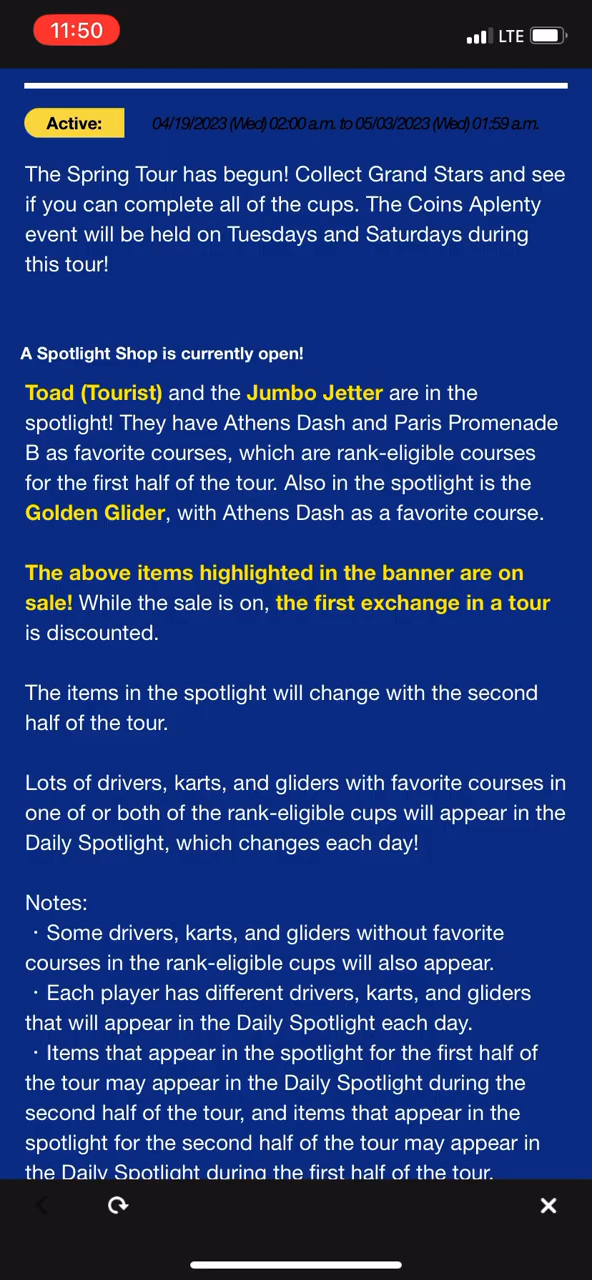 11:50
LTE
Active:
04/19/2023 (Wed) 02:00 a.m. to 05/03/2023 (Wed) 01:59 a.m.
The Spring Tour has begun! Collect Grand Stars and see
if you can complete all of the cups. The Coins Aplenty
event will be held on Tuesdays and Saturdays during
this tour!
A Spotlight Shop is currently open!
Toad (Tourist) and the Jumbo Jetter are in the
spotlight! They have Athens Dash and Paris Promenade
B as favorite courses, which are rank-eligible courses
for the first half of the tour. Also in the spotlight is the
Golden Glider, with Athens Dash as a favorite course.
The above items highlighted in the banner are on
sale! While the sale is on, the first exchange in a tour
is discounted.
The items in the spotlight will change with the second
half of the tour.
Lots of drivers, karts, and gliders with favorite courses in
one of or both of the rank-eligible cups will appear in the
Daily Spotlight, which changes each day!
Notes:
・Some drivers, karts, and gliders without favorite
courses in the rank-eligible cups will also appear.
・Each player has different drivers, karts, and gliders
that will appear in the Daily Spotlight each day.
・Items that appear in the spotlight for the first half of
the tour may appear in the Daily Spotlight during the
second half of the tour, and items that appear in the
spotlight for the second half of the tour may appear in
the Daily Spotlight during the first half of the tour.